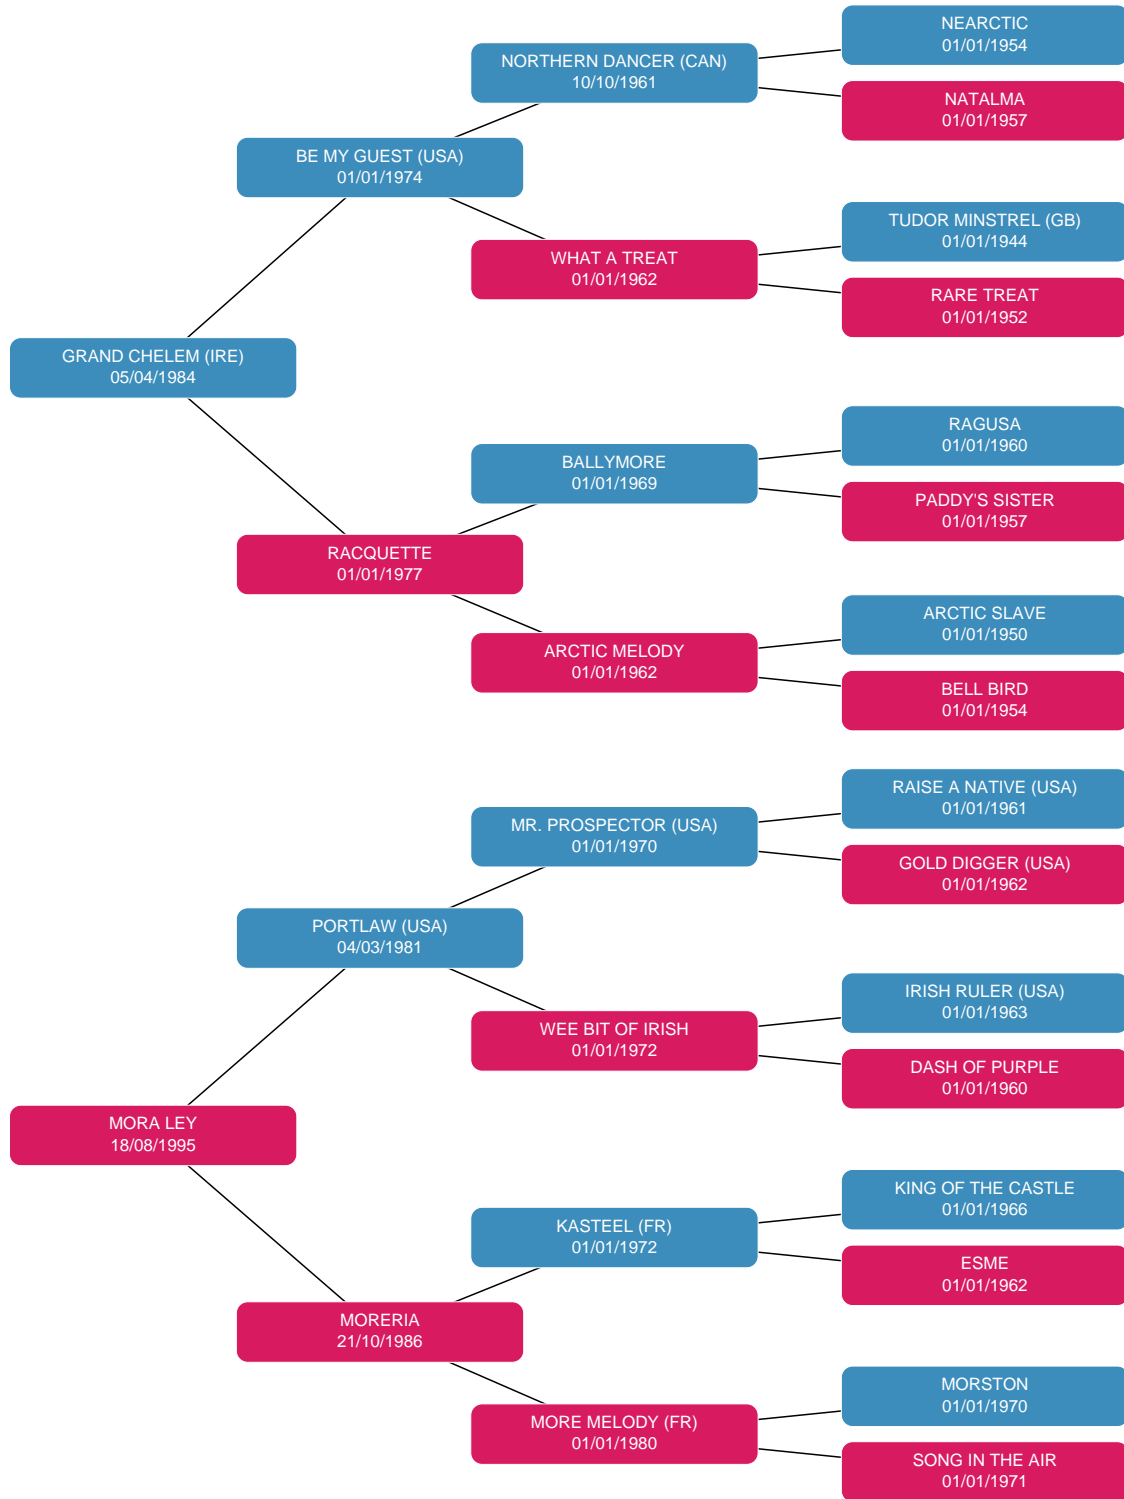 NEARCTIC
01/01/1954
NORTHERN DANCER (CAN)
10/10/1961
NATALMA
01/01/1957
BE MY GUEST (USA)
01/01/1974
TUDOR MINSTREL (GB)
01/01/1944
WHAT A TREAT
01/01/1962
RARE TREAT
01/01/1952
GRAND CHELEM (IRE)
05/04/1984
RAGUSA
01/01/1960
BALLYMORE
01/01/1969
PADDY'S SISTER
01/01/1957
RACQUETTE
01/01/1977
ARCTIC SLAVE
01/01/1950
ARCTIC MELODY
01/01/1962
BELL BIRD
01/01/1954
RAISE A NATIVE (USA)
01/01/1961
MR. PROSPECTOR (USA)
01/01/1970
GOLD DIGGER (USA)
01/01/1962
PORTLAW (USA)
04/03/1981
IRISH RULER (USA)
01/01/1963
WEE BIT OF IRISH
01/01/1972
DASH OF PURPLE
01/01/1960
MORA LEY
18/08/1995
KING OF THE CASTLE
01/01/1966
KASTEEL (FR)
01/01/1972
ESME
01/01/1962
MORERIA
21/10/1986
MORSTON
01/01/1970
MORE MELODY (FR)
01/01/1980
SONG IN THE AIR
01/01/1971